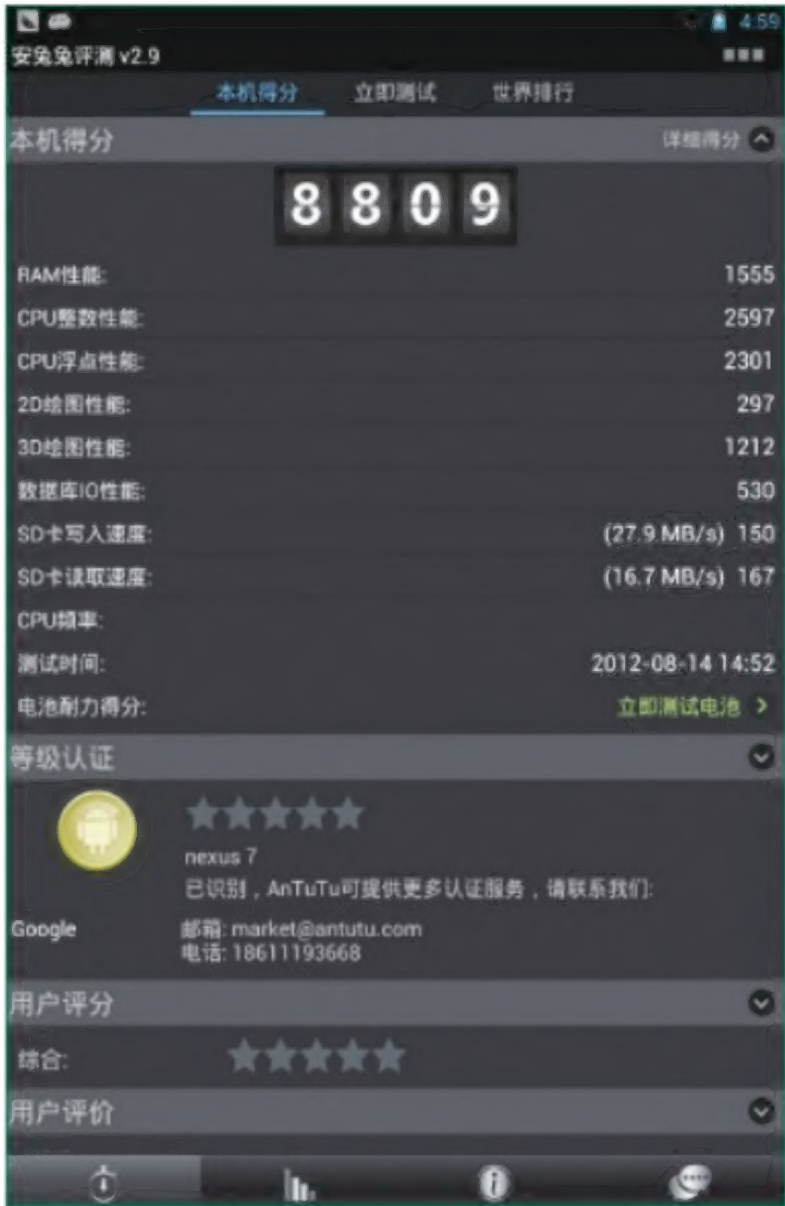 4:59
安兔兔评测 v2.9
本机得分 立即测试 世界排行
本机得分 详细得分
8809
RAM性能: 1555
CPU整数性能: 2597
CPU浮点性能: 2301
2D绘图性能: 297
3D绘图性能: 1212
数据库IO性能: 530
SD卡写入速度: (27.9 MB/s) 150
SD卡读取速度: (16.7 MB/s) 167
CPU频率:
测试时间: 2012-08-14 14:52
电池耐力得分: 立即测试电池
等级认证
nexus 7
已识别，AnTuTu可提供更多认证服务，请联系我们:
Google 邮箱: market@antutu.com
电话: 18611193668
用户评分
综合:
用户评价